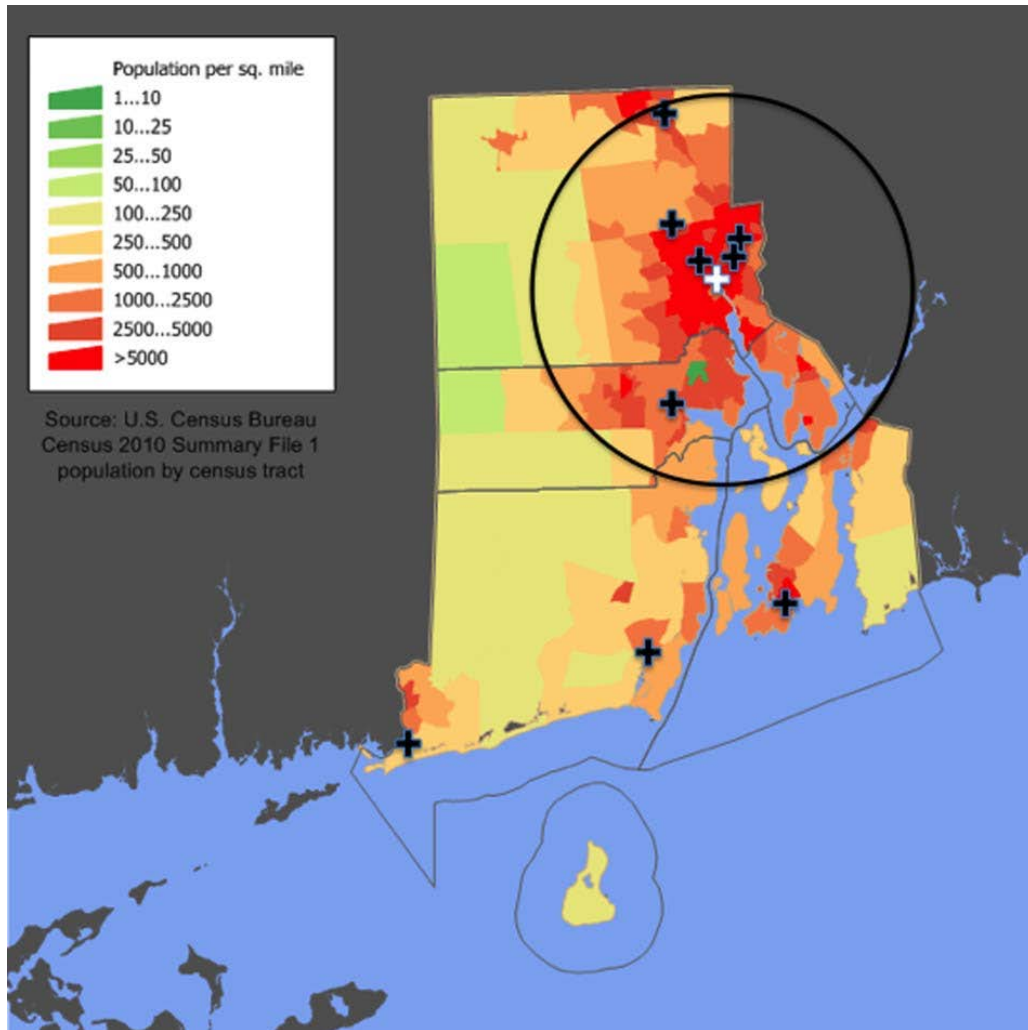 Population per sq. mile
1...10
10...25
25...50
50...100
100...250
250...500
500...1000
1000...2500
2500...5000
>5000
Source: U.S. Census Bureau
Census 2010 Summary File 1
population by census tract